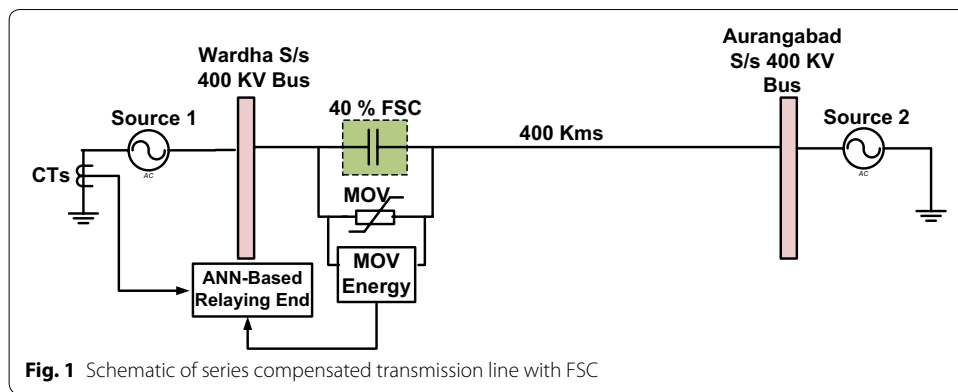 Wardha S/s
400 KV Bus
Aurangabad
S/s 400 KV
Bus
40 % FSC
Source 1
400 Kms
Source 2
AC
AC
CTs
MOV
MOV
Energy
ANN-Based
Relaying End
Fig. 1 Schematic of series compensated transmission line with FSC